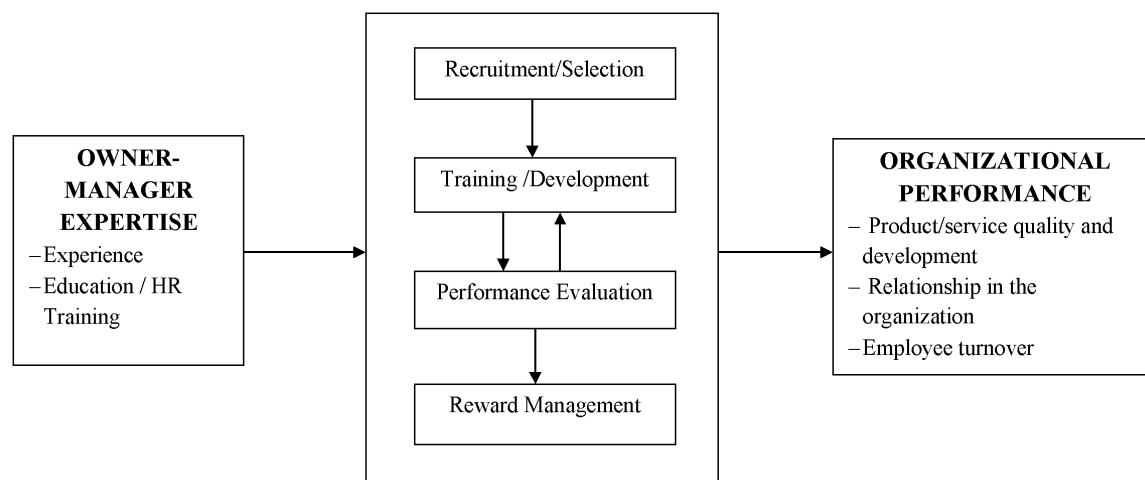 OWNER-
MANAGER
EXPERTISE
–Experience
–Education / HR
Training
Recruitment/Selection
Training /Development
Performance Evaluation
Reward Management
ORGANIZATIONAL
PERFORMANCE
– Product/service quality and
development
– Relationship in the
organization
–Employee turnover